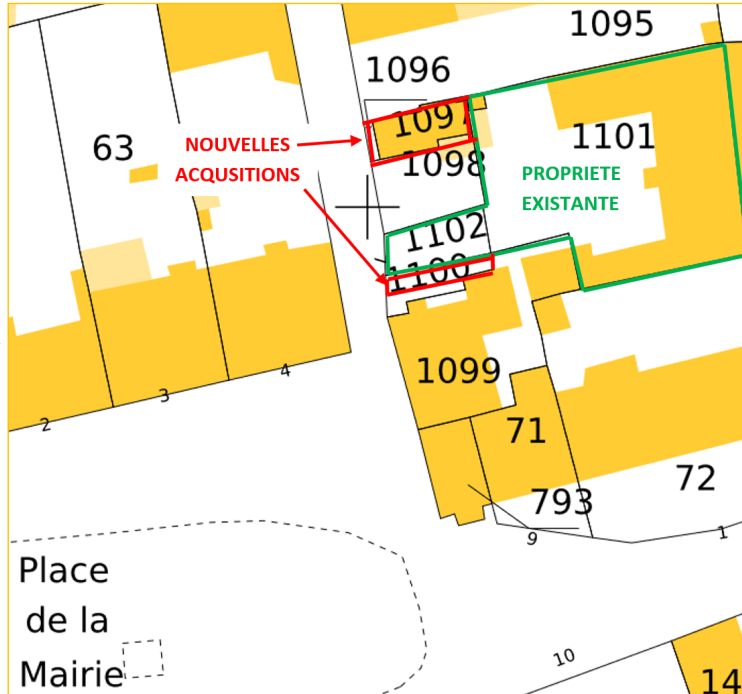 1095
1096
1097
63
NOUVELLES
ACQUSITIONS
1098
1101
PROPRIETE
EXISTANTE
1102
1100
1099
4
3
2
71
72
793
9
1
Place
de la
Mairie
10
14